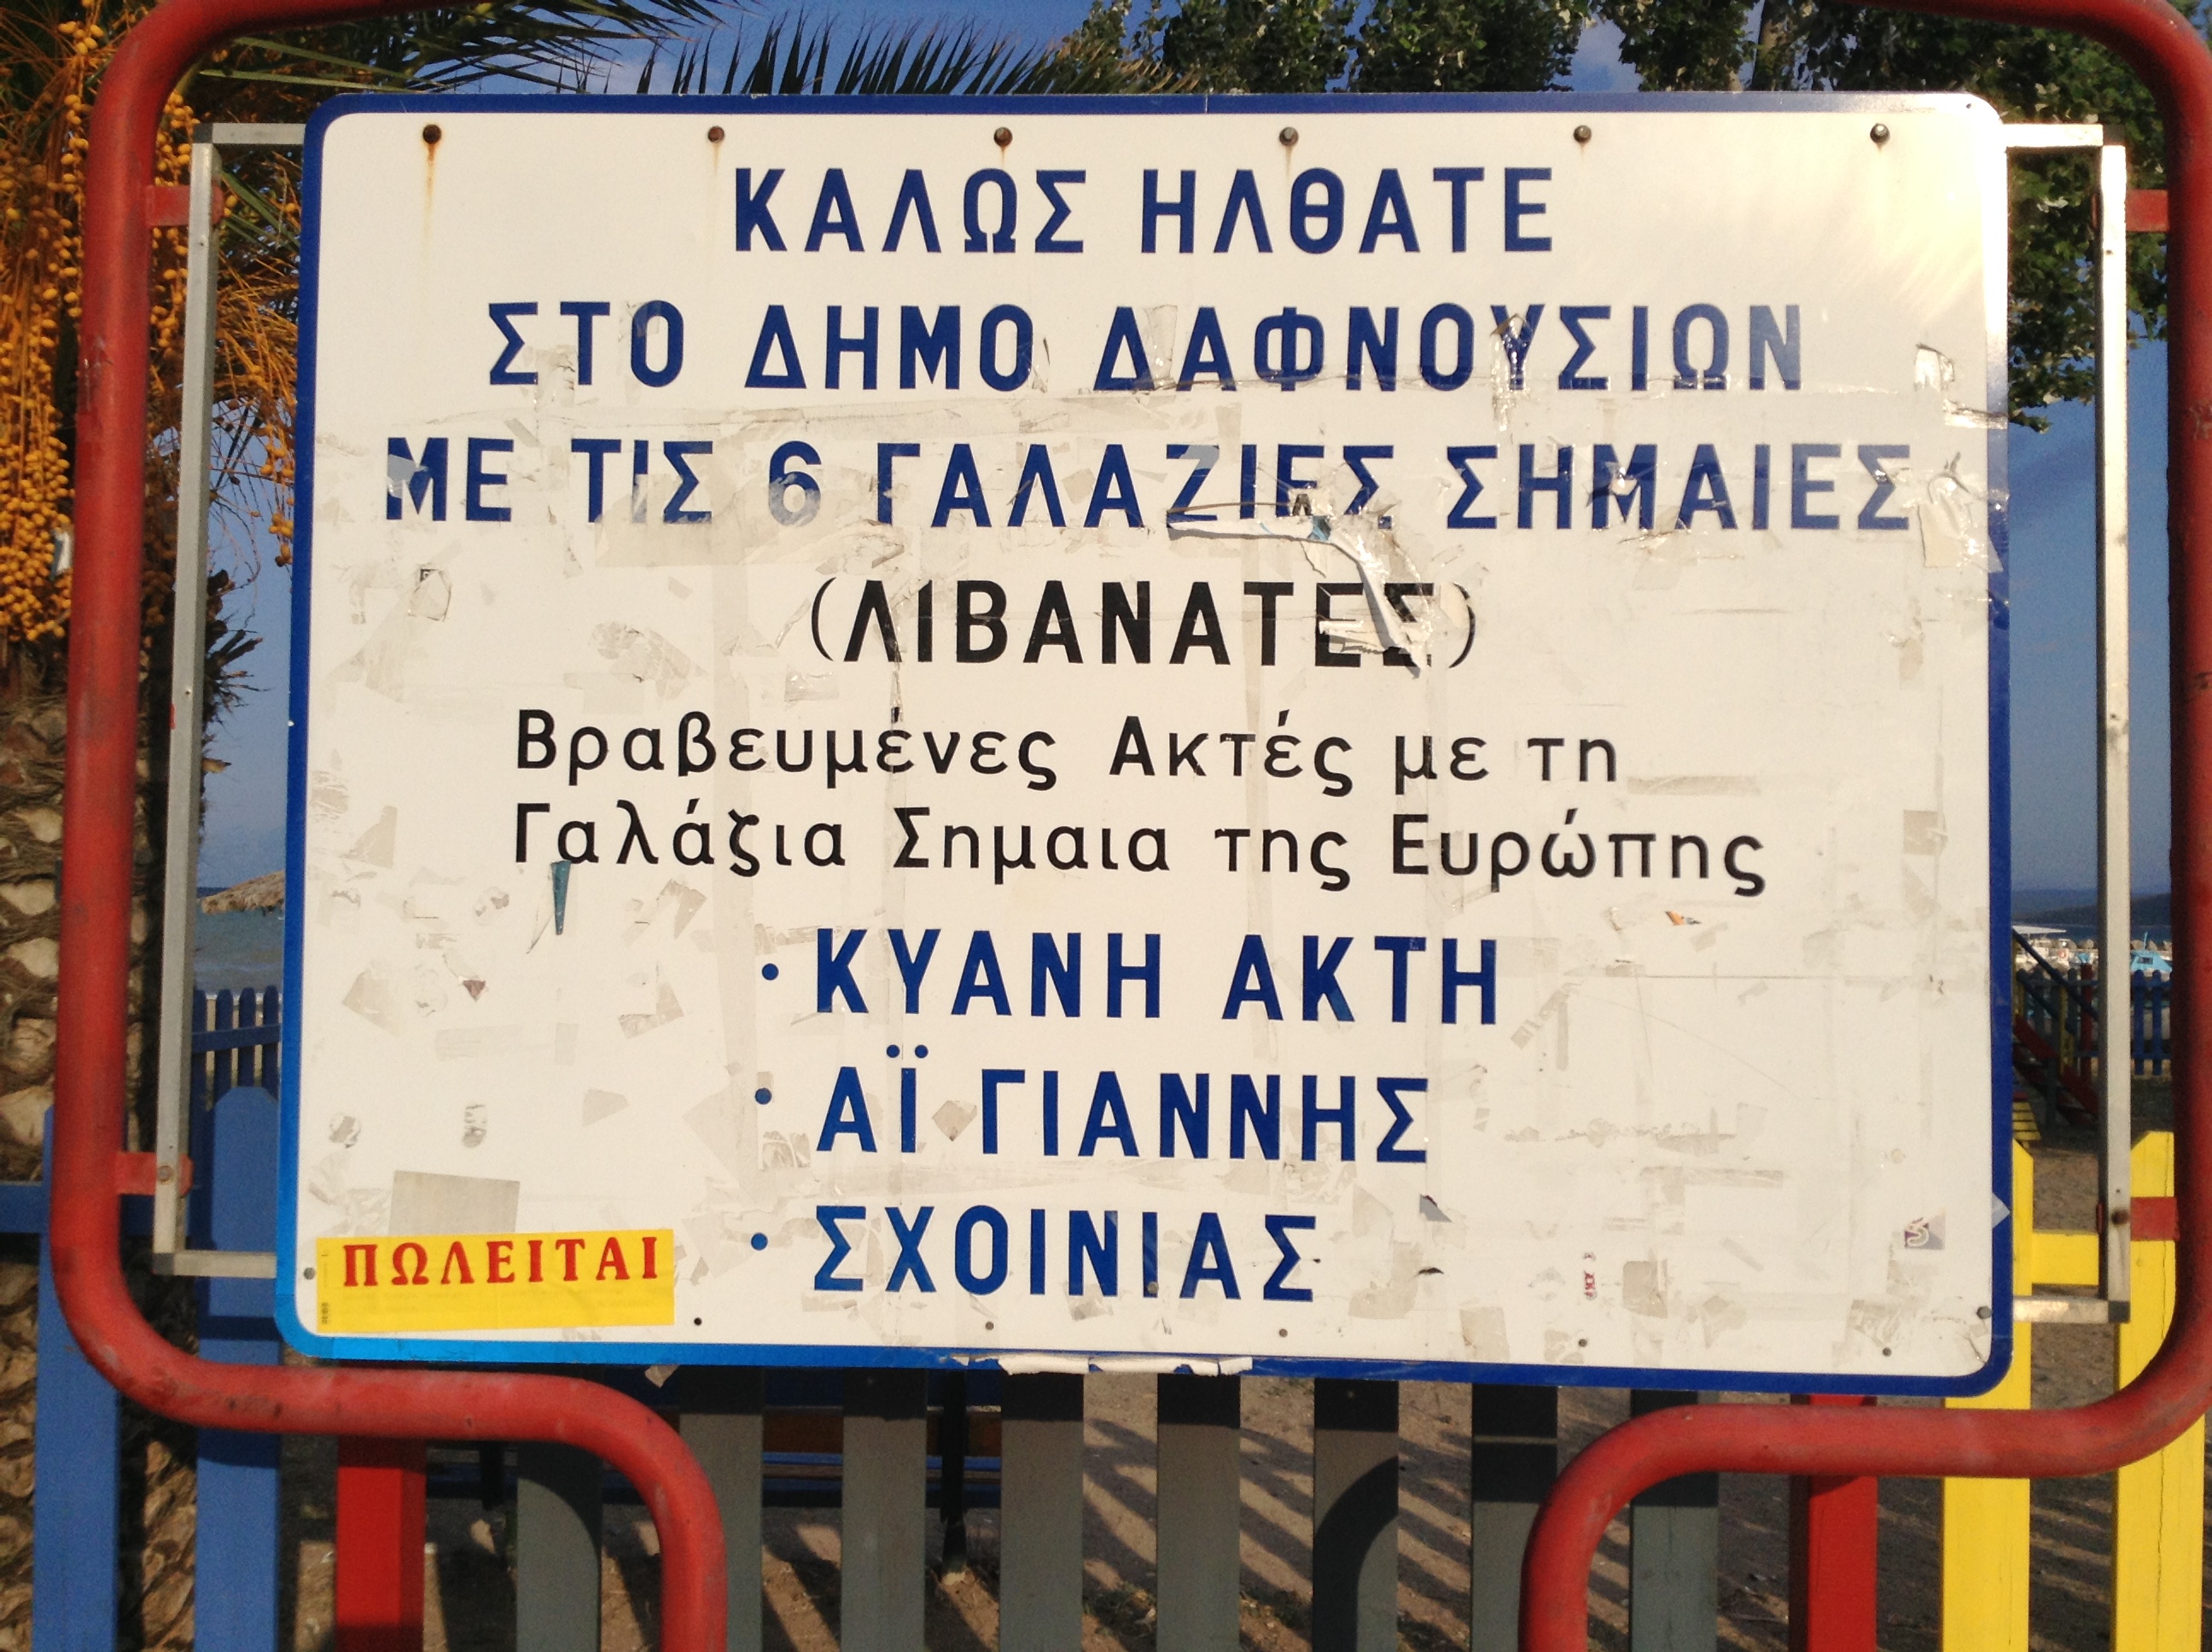 ΚΑΛΩΣ ΗΛΘΑΤΕ
ΣΤΟ ΔΗΜΟ ΔΑΦΝΟΥΣΙΩΝ
ΜΕ ΤΙΣ 6 ΓΑΛΑΖΙΕΣ ΣΗΜΑΙΕΣ
(ΛΙΒΑΝΑΤΕΣ)
Βραβευμένες Ακτές με τη
Γαλάζια Σημαια της Ευρώπης
• ΚΥΑΝΗ ΑΚΤΗ
• ΑΪ ΓΙΑΝΝΗΣ
• ΣΧΟΙΝΙΑΣ
ΠΩΛΕΙΤΑΙ